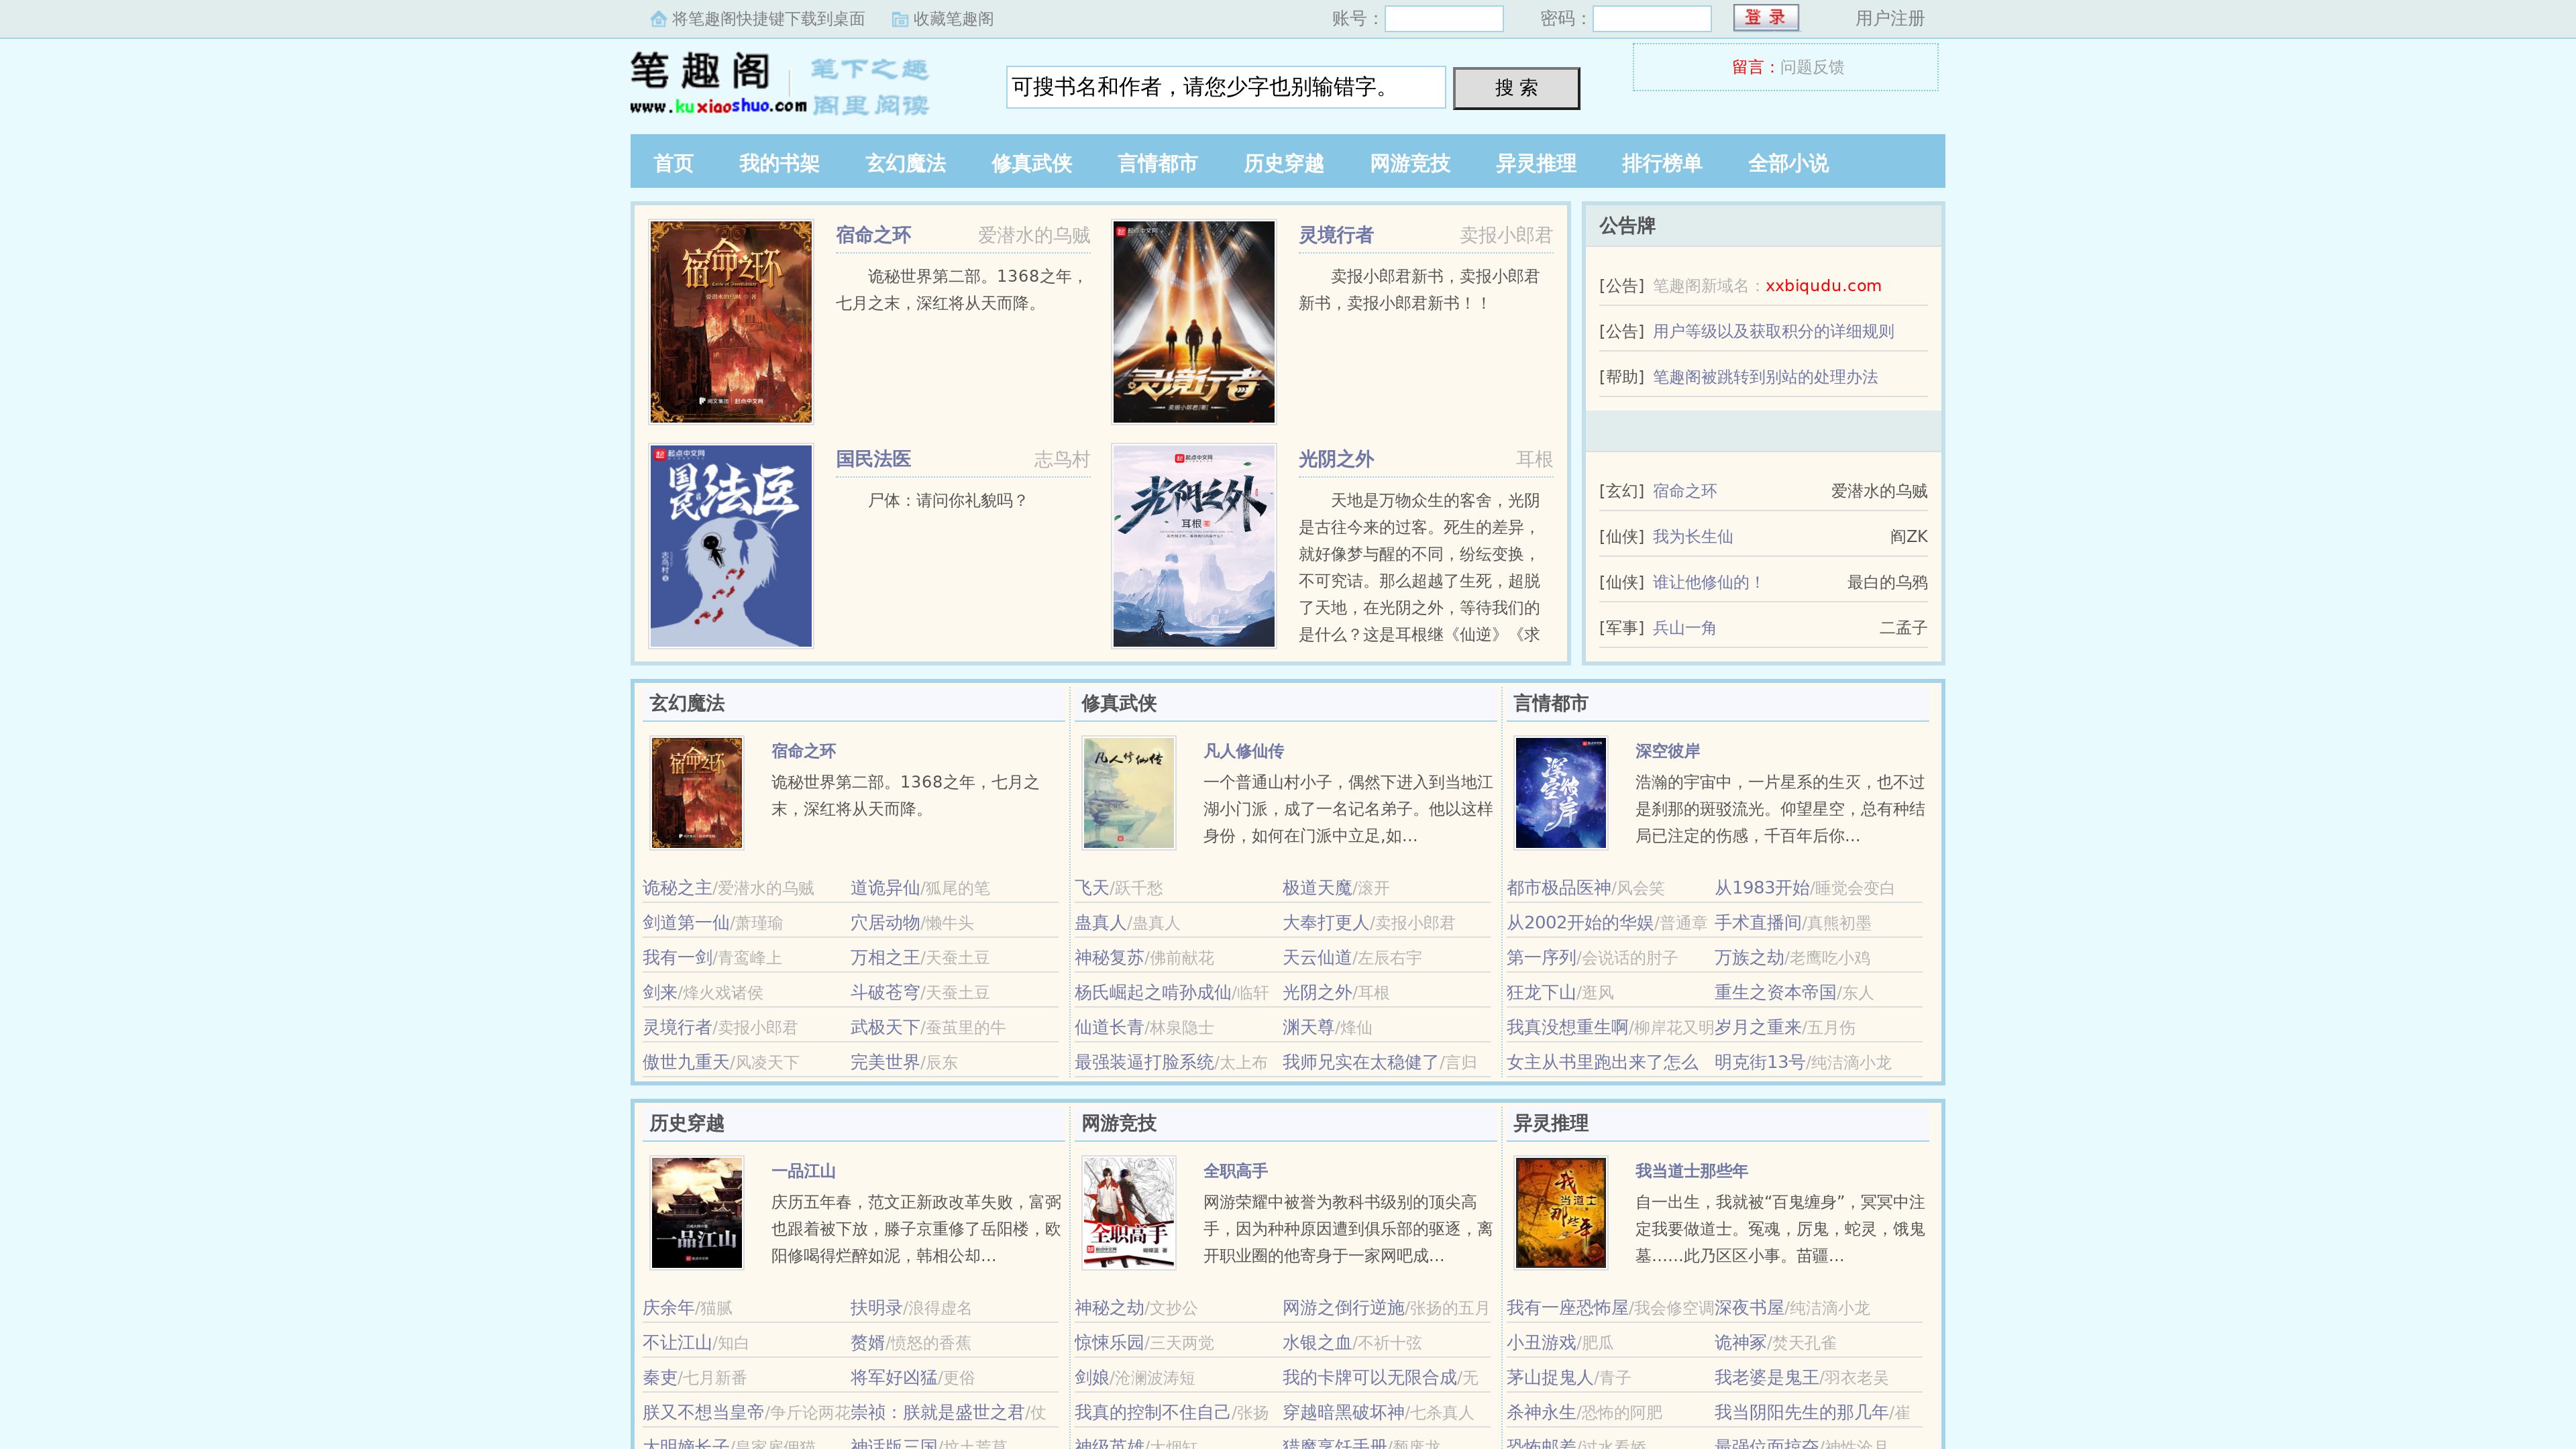 将笔趣阁快捷键下载到桌面 收藏笔趣阁 账号： 密码： 登 录 用户注册
笔趣阁 笔下之趣
www.kuxiaoshuo.com 阁里阅读
可搜书名和作者，请您少字也别输错字。 搜 索
留言：问题反馈
首页 我的书架 玄幻魔法 修真武侠 言情都市 历史穿越 网游竞技 异灵推理 排行榜单 全部小说
宿命之环 爱潜水的乌贼
诡秘世界第二部。1368之年，
七月之末，深红将从天而降。
灵境行者 卖报小郎君
卖报小郎君新书，卖报小郎君
新书，卖报小郎君新书！！
国民法医 志鸟村
尸体：请问你礼貌吗？
光阴之外 耳根
天地是万物众生的客舍，光阴
是古往今来的过客。死生的差异，
就好像梦与醒的不同，纷纭变换，
不可究诘。那么超越了生死，超脱
了天地，在光阴之外，等待我们的
是什么？这是耳根继《仙逆》《求
公告牌
[公告] 笔趣阁新域名：xxbiqudu.com
[公告] 用户等级以及获取积分的详细规则
[帮助] 笔趣阁被跳转到别站的处理办法
[玄幻] 宿命之环 爱潜水的乌贼
[仙侠] 我为长生仙 阎ZK
[仙侠] 谁让他修仙的！ 最白的乌鸦
[军事] 兵山一角 二孟子
玄幻魔法
宿命之环
诡秘世界第二部。1368之年，七月之
末，深红将从天而降。
诡秘之主/爱潜水的乌贼 道诡异仙/狐尾的笔
剑道第一仙/萧瑾瑜 穴居动物/懒牛头
我有一剑/青鸾峰上 万相之王/天蚕土豆
剑来/烽火戏诸侯 斗破苍穹/天蚕土豆
灵境行者/卖报小郎君 武极天下/蚕茧里的牛
傲世九重天/风凌天下 完美世界/辰东
修真武侠
凡人修仙传
一个普通山村小子，偶然下进入到当地江
湖小门派，成了一名记名弟子。他以这样
身份，如何在门派中立足,如...
飞天/跃千愁 极道天魔/滚开
蛊真人/蛊真人 大奉打更人/卖报小郎君
神秘复苏/佛前献花 天云仙道/左辰右宇
杨氏崛起之啃孙成仙/临轩 光阴之外/耳根
仙道长青/林泉隐士 渊天尊/烽仙
最强装逼打脸系统/太上布 我师兄实在太稳健了/言归
言情都市
深空彼岸
浩瀚的宇宙中，一片星系的生灭，也不过
是刹那的斑驳流光。仰望星空，总有种结
局已注定的伤感，千百年后你...
都市极品医神/风会笑 从1983开始/睡觉会变白
从2002开始的华娱/普通章 手术直播间/真熊初墨
第一序列/会说话的肘子 万族之劫/老鹰吃小鸡
狂龙下山/逛风 重生之资本帝国/东人
我真没想重生啊/柳岸花又明 岁月之重来/五月伤
女主从书里跑出来了怎么 明克街13号/纯洁滴小龙
历史穿越
一品江山
庆历五年春，范文正新政改革失败，富弼
也跟着被下放，滕子京重修了岳阳楼，欧
阳修喝得烂醉如泥，韩相公却...
庆余年/猫腻 扶明录/浪得虚名
不让江山/知白 赘婿/愤怒的香蕉
秦吏/七月新番 将军好凶猛/更俗
朕又不想当皇帝/争斤论两花 崇祯：朕就是盛世之君/仗
大明嫡长子/皇家雇佣猫 神话版三国/坟土荒草
网游竞技
全职高手
网游荣耀中被誉为教科书级别的顶尖高
手，因为种种原因遭到俱乐部的驱逐，离
开职业圈的他寄身于一家网吧成...
神秘之劫/文抄公 网游之倒行逆施/张扬的五月
惊悚乐园/三天两觉 水银之血/不祈十弦
剑娘/沧澜波涛短 我的卡牌可以无限合成/无
我真的控制不住自己/张扬 穿越暗黑破坏神/七杀真人
神级英雄/大烟缸 猎魔烹饪手册/颓废龙
异灵推理
我当道士那些年
自一出生，我就被“百鬼缠身”，冥冥中注
定我要做道士。冤魂，厉鬼，蛇灵，饿鬼
墓……此乃区区小事。苗疆...
我有一座恐怖屋/我会修空调 深夜书屋/纯洁滴小龙
小丑游戏/肥瓜 诡神冢/焚天孔雀
茅山捉鬼人/青子 我老婆是鬼王/羽衣老吴
杀神永生/恐怖的阿肥 我当阴阳先生的那几年/崔
恐怖邮差/过水看娇 最强位面掠夺/神性沧月